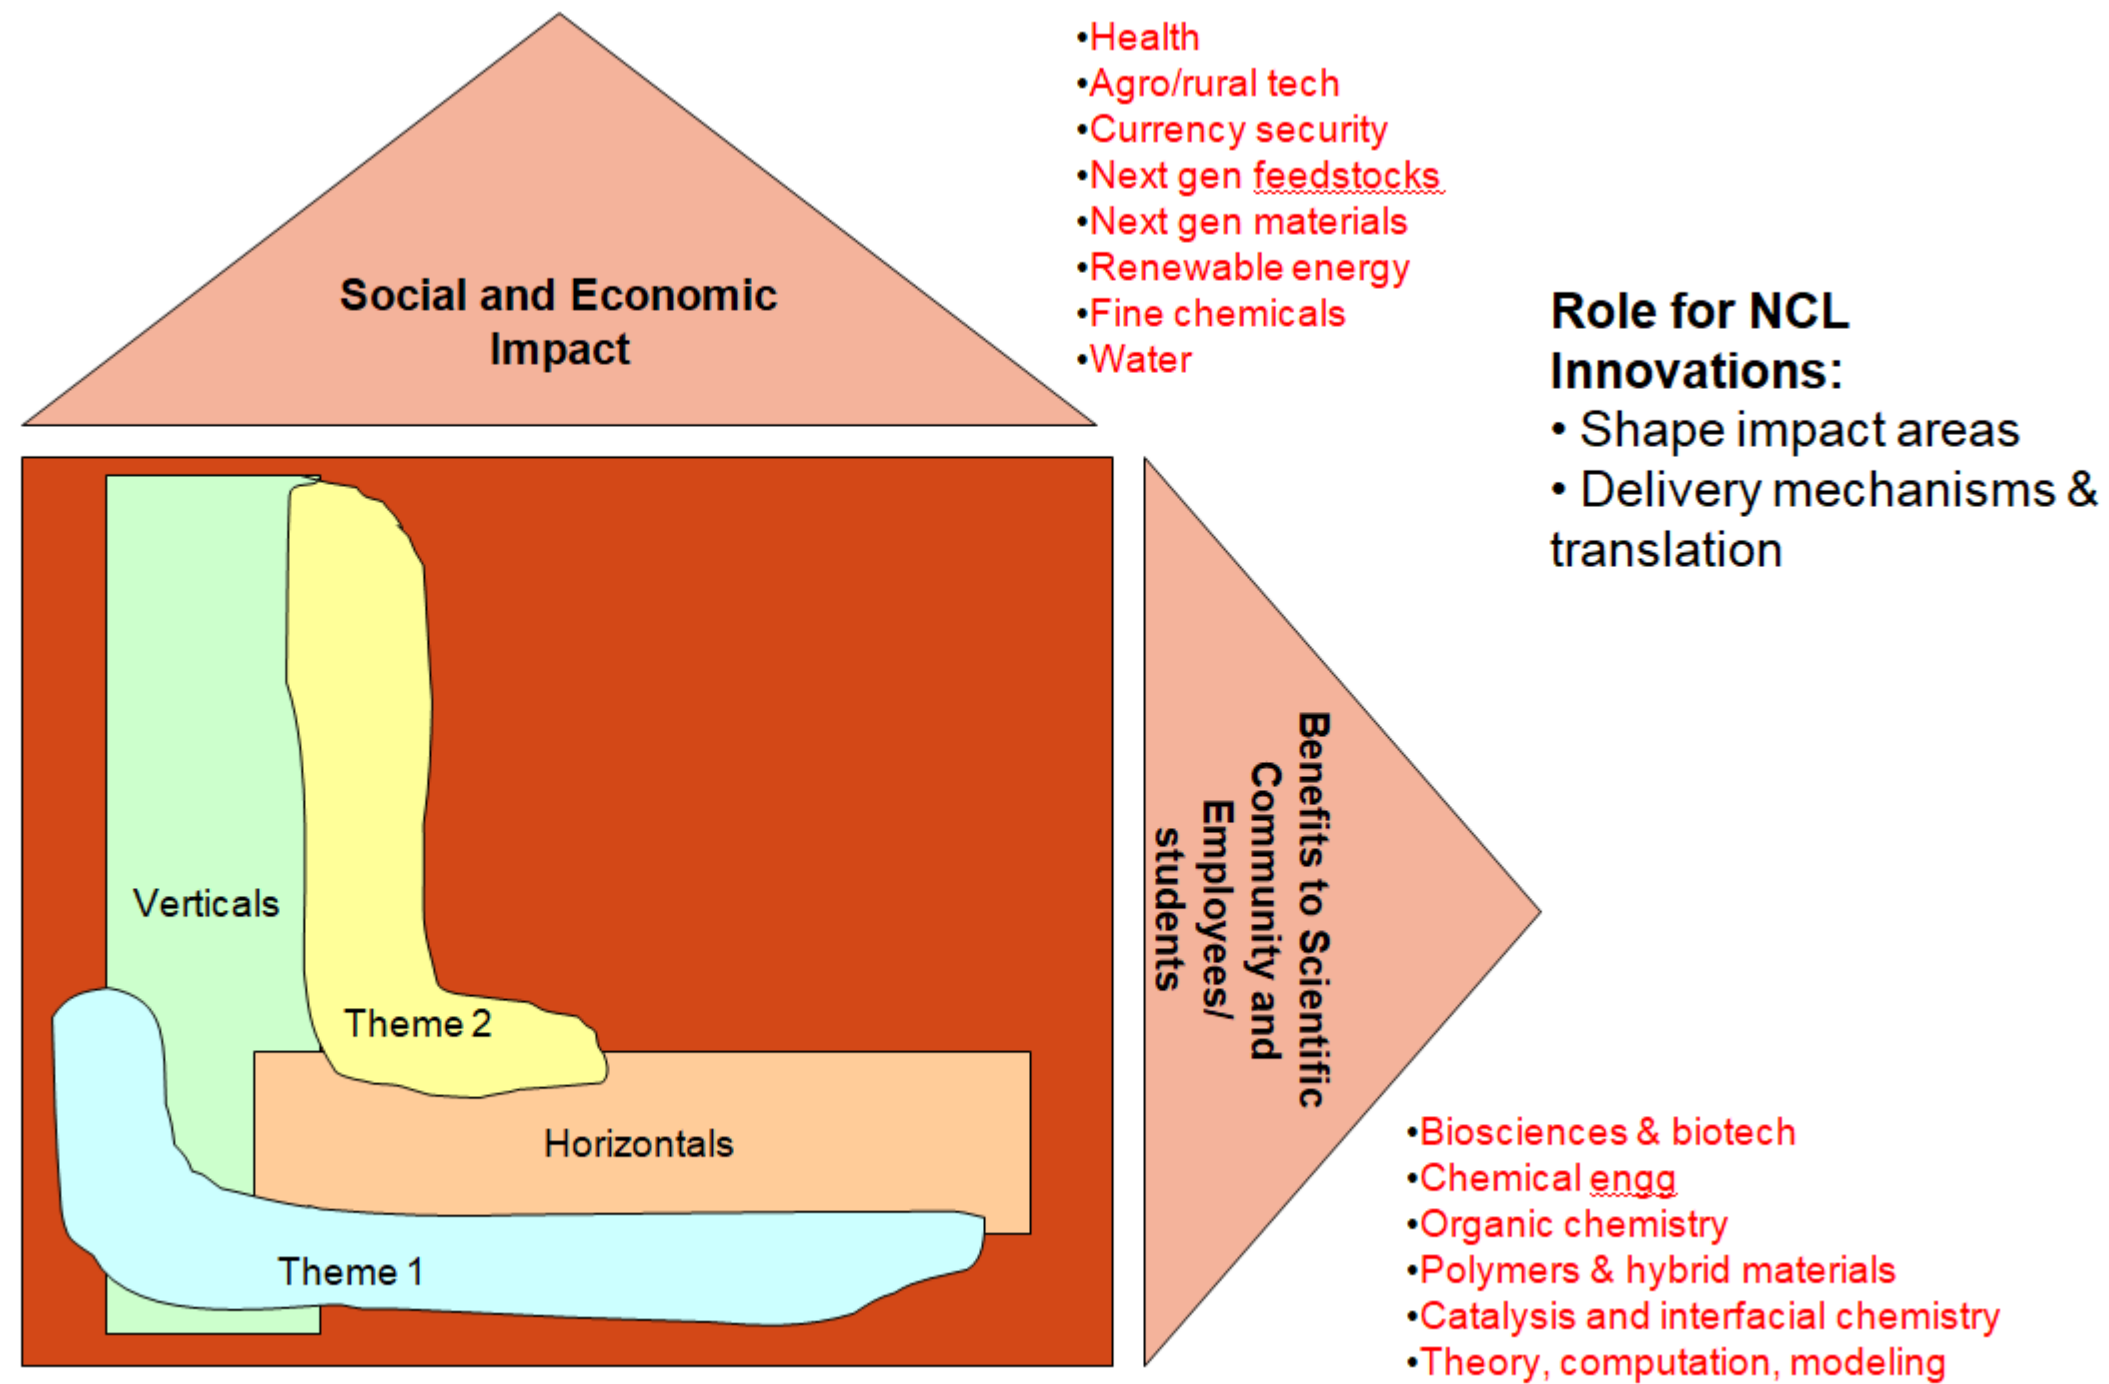 •Health
•Agro/rural tech
•Currency security
•Next gen feedstocks
•Next gen materials
•Renewable energy
•Fine chemicals
•Water
Social and Economic
Impact
Role for NCL
Innovations:
• Shape impact areas
• Delivery mechanisms &
translation
Verticals
Theme 2
Horizontals
Theme 1
Benefits to Scientific
Community and
Employees/
students
•Biosciences & biotech
•Chemical engg
•Organic chemistry
•Polymers & hybrid materials
•Catalysis and interfacial chemistry
•Theory, computation, modeling